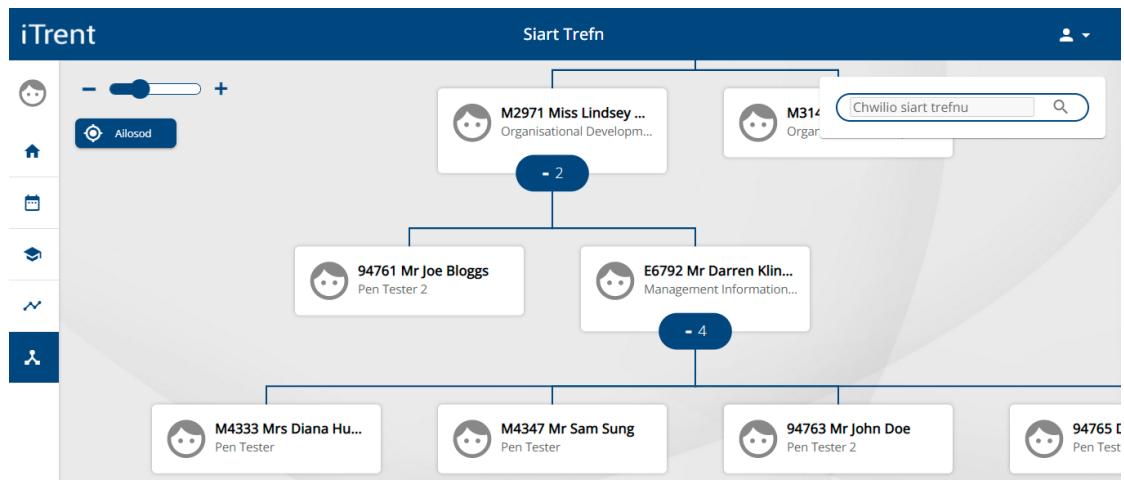 iTrent
Siart Trefn
Ailosod
Chwilio siart trefnu
M2971 Miss Lindsey ...
Organisational Developm...
M314
Organ
- 2
94761 Mr Joe Bloggs
Pen Tester 2
E6792 Mr Darren Klin...
Management Information...
- 4
M4333 Mrs Diana Hu...
Pen Tester
M4347 Mr Sam Sung
Pen Tester
94763 Mr John Doe
Pen Tester 2
94765 D
Pen Test